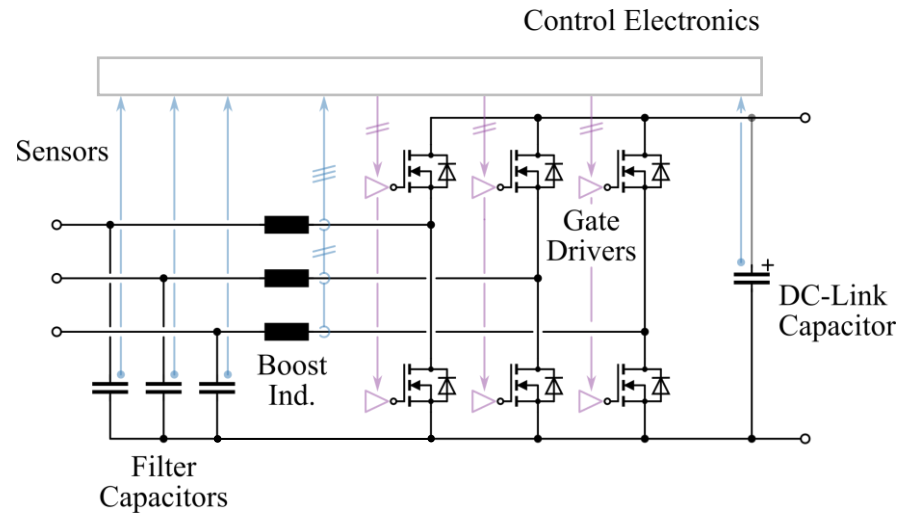 Control Electronics
Sensors
Gate
Drivers
+
DC-Link
Capacitor
Boost
Ind.
Filter
Capacitors